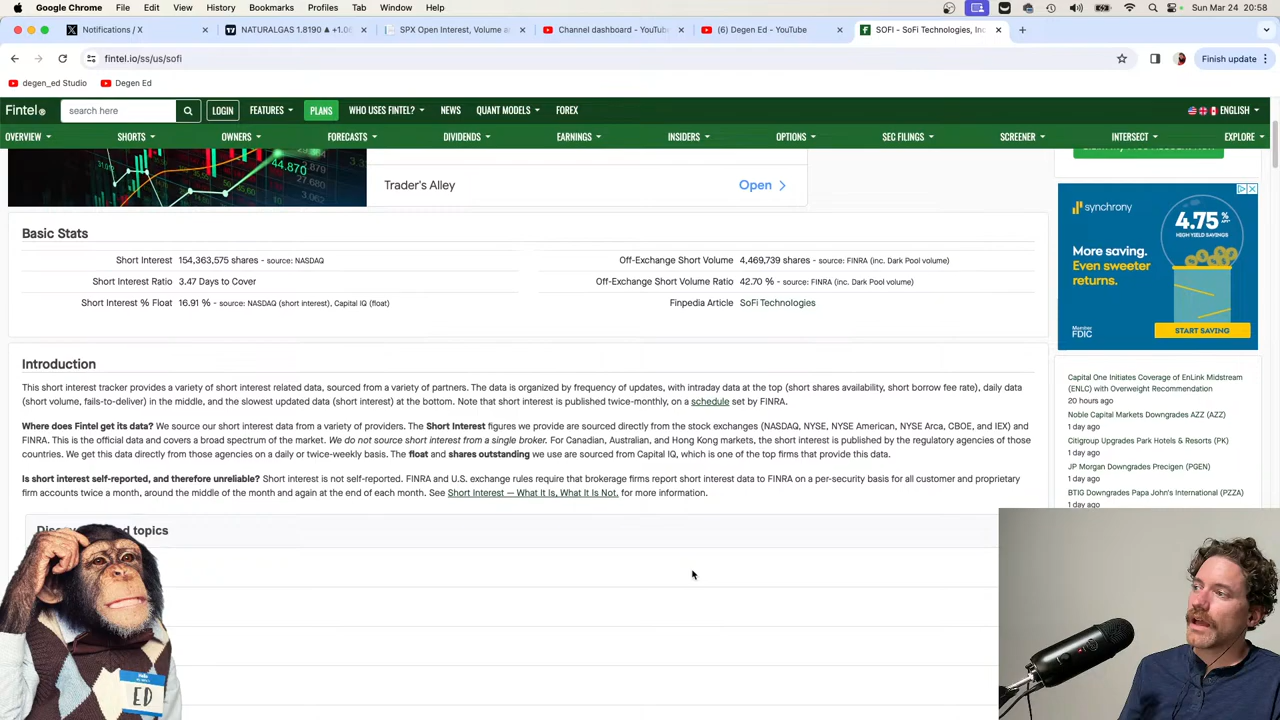 Google Chrome File Edit View History Bookmarks Profiles Tab Window Help Sun Mar 24 20:58
Notifications / X NATURALGAS 1.8190 ▲ +1.0 SPX Open Interest, Volume a Channel dashboard - YouTube (6) Degen Ed - YouTube SOFI - SoFi Technologies, Inc
fintel.io/ss/us/sofi Finish update
degen_ed Studio Degen Ed
Fintel search here LOGIN FEATURES PLANS WHO USES FINTEL? NEWS QUANT MODELS FOREX ENGLISH
OVERVIEW SHORTS OWNERS FORECASTS DIVIDENDS EARNINGS INSIDERS OPTIONS SEC FILINGS SCREENER INTERSECT EXPLORE
44.870
27.680
Trader's Alley Open
Basic Stats
Short Interest 154,363,575 shares - source: NASDAQ
Short Interest Ratio 3.47 Days to Cover
Short Interest % Float 16.91 % - source: NASDAQ (short interest), Capital IQ (float)
Off-Exchange Short Volume 4,469,739 shares - source: FINRA (inc. Dark Pool volume)
Off-Exchange Short Volume Ratio 42.70 % - source: FINRA (inc. Dark Pool volume)
Finpedia Article SoFi Technologies
Introduction
This short interest tracker provides a variety of short interest related data, sourced from a variety of partners. The data is organized by frequency of updates, with intraday data at the top (short shares availability, short borrow fee rate), daily data
(short volume, fails-to-deliver) in the middle, and the slowest updated data (short interest) at the bottom. Note that short interest is published twice-monthly, on a schedule set by FINRA.
Where does Fintel get its data? We source our short interest data from a variety of providers. The Short Interest figures we provide are sourced directly from the stock exchanges (NASDAQ, NYSE, NYSE American, NYSE Arca, CBOE, and IEX) and
FINRA. This is the official data and covers a broad spectrum of the market. We do not source short interest from a single broker. For Canadian, Australian, and Hong Kong markets, the short interest is published by the regulatory agencies of those
countries. We get this data directly from those agencies on a daily or twice-weekly basis. The float and shares outstanding we use are sourced from Capital IQ, which is one of the top firms that provide this data.
Is short interest self-reported, and therefore unreliable? Short interest is not self-reported. FINRA and U.S. exchange rules require that brokerage firms report short interest data to FINRA on a per-security basis for all customer and proprietary
firm accounts twice a month, around the middle of the month and again at the end of each month. See Short Interest — What It Is, What It Is Not. for more information.
topics
ED
synchrony
4.75 %
HIGH YIELD SAVINGS
More saving.
Even sweeter
returns.
Member
FDIC
START SAVING
Capital One Initiates Coverage of EnLink Midstream
(ENLC) with Overweight Recommendation
20 hours ago
Noble Capital Markets Downgrades AZZ (AZZ)
1 day ago
Citigroup Upgrades Park Hotels & Resorts (PK)
1 day ago
JP Morgan Downgrades Precigen (PGEN)
1 day ago
BTIG Downgrades Papa John's International (PZZA)
1 day ago